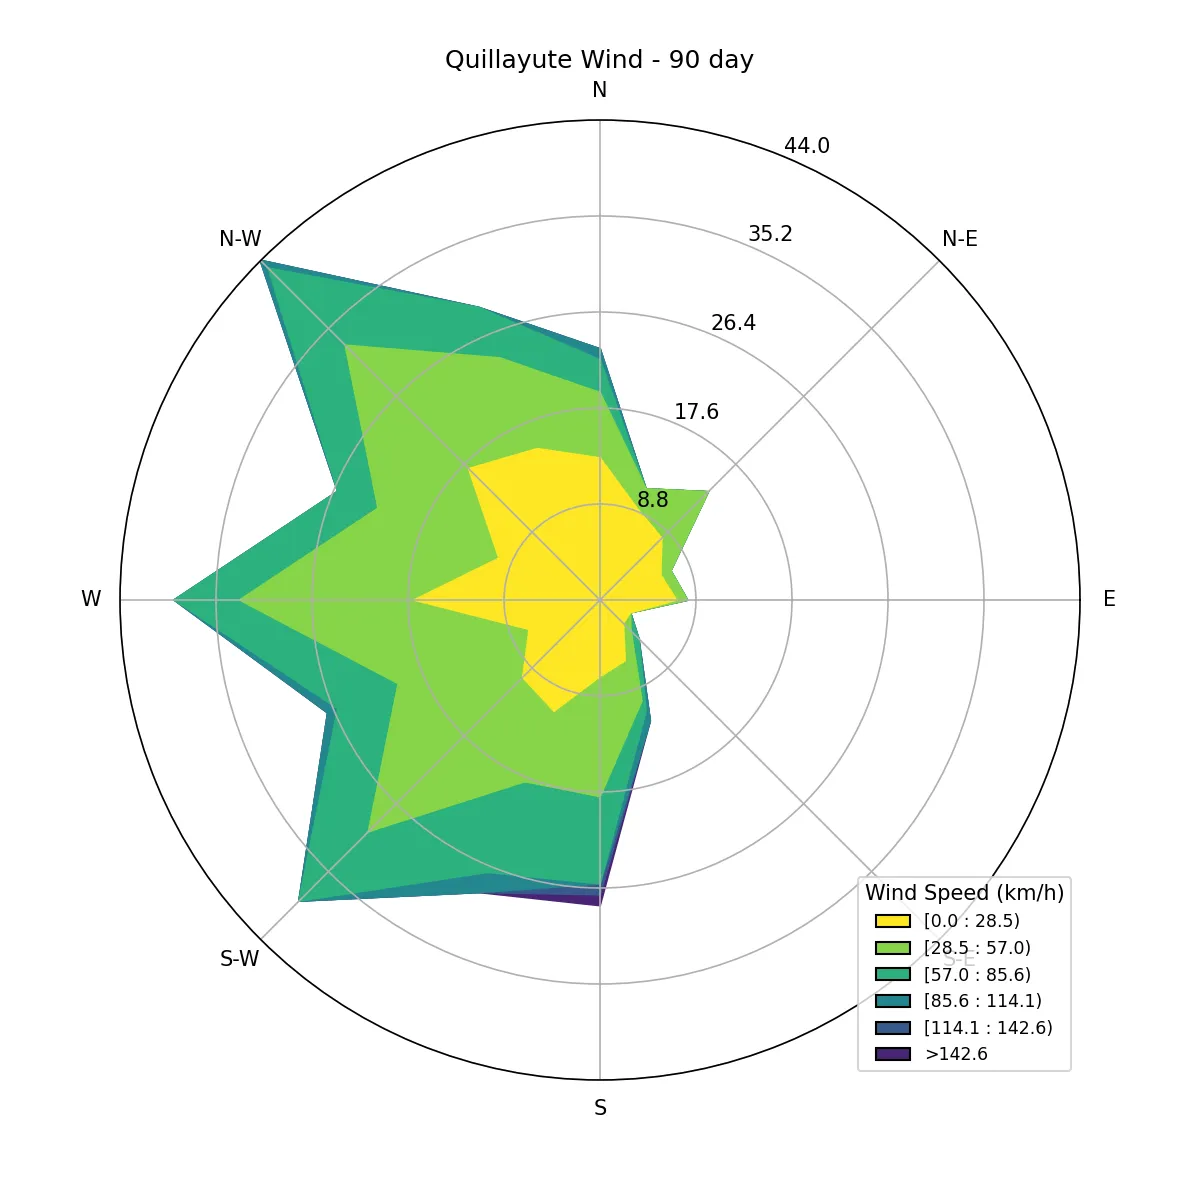 Quillayute Wind - 90 day
N
44.0
35.2
N-W
N-E
26.4
17.6
8.8
W
E
S-W
S-E
Wind Speed (km/h)
[0.0 : 28.5)
[28.5 : 57.0)
[57.0 : 85.6)
[85.6 : 114.1)
[114.1 : 142.6)
>142.6
S